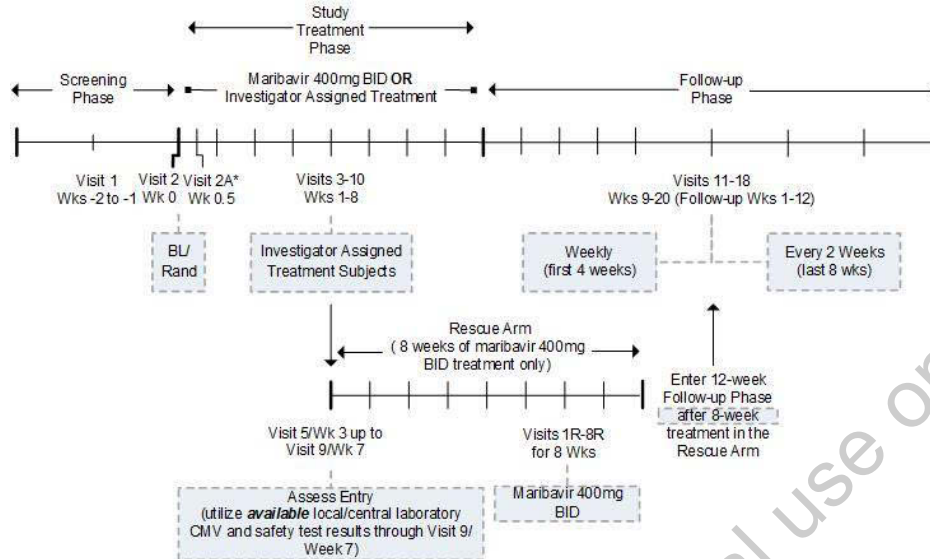 Study
Treatment
Phase
Screening
Phase
Maribavir 400mg BID OR
Investigator Assigned Treatment
Follow-up
Phase
Visit 1
Wks -2 to -1
Visit 2
Wk 0
Visit 2A*
Wk 0.5
Visits 3-10
Wks 1-8
Visits 11-18
Wks 9-20 (Follow-up Wks 1-12)
BL/
Rand
Investigator Assigned
Treatment Subjects
Weekly
(first 4 weeks)
Every 2 Weeks
(last 8 wks)
Rescue Arm
( 8 weeks of maribavir 400mg
BID treatment only)
Enter 12-week
Follow-up Phase
after 8-week
treatment in the
Rescue Arm
Visit 5/Wk 3 up to
Visit 9/Wk 7
Visits 1R-8R
for 8 Wks
Assess Entry
(utilize available local/central laboratory
CMV and safety test results through Visit 9/
Week 7)
Maribavir 400mg
BID
al use on